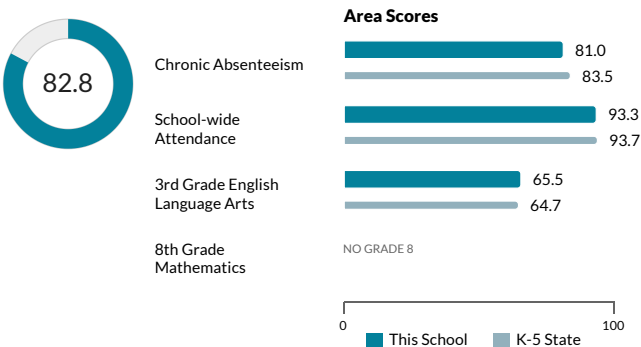 Area Scores
82.8
Chronic Absenteeism
81.0
83.5
School-wide
Attendance
93.3
93.7
3rd Grade English
Language Arts
65.5
64.7
8th Grade
Mathematics
NO GRADE 8
0
100
This School
K-5 State